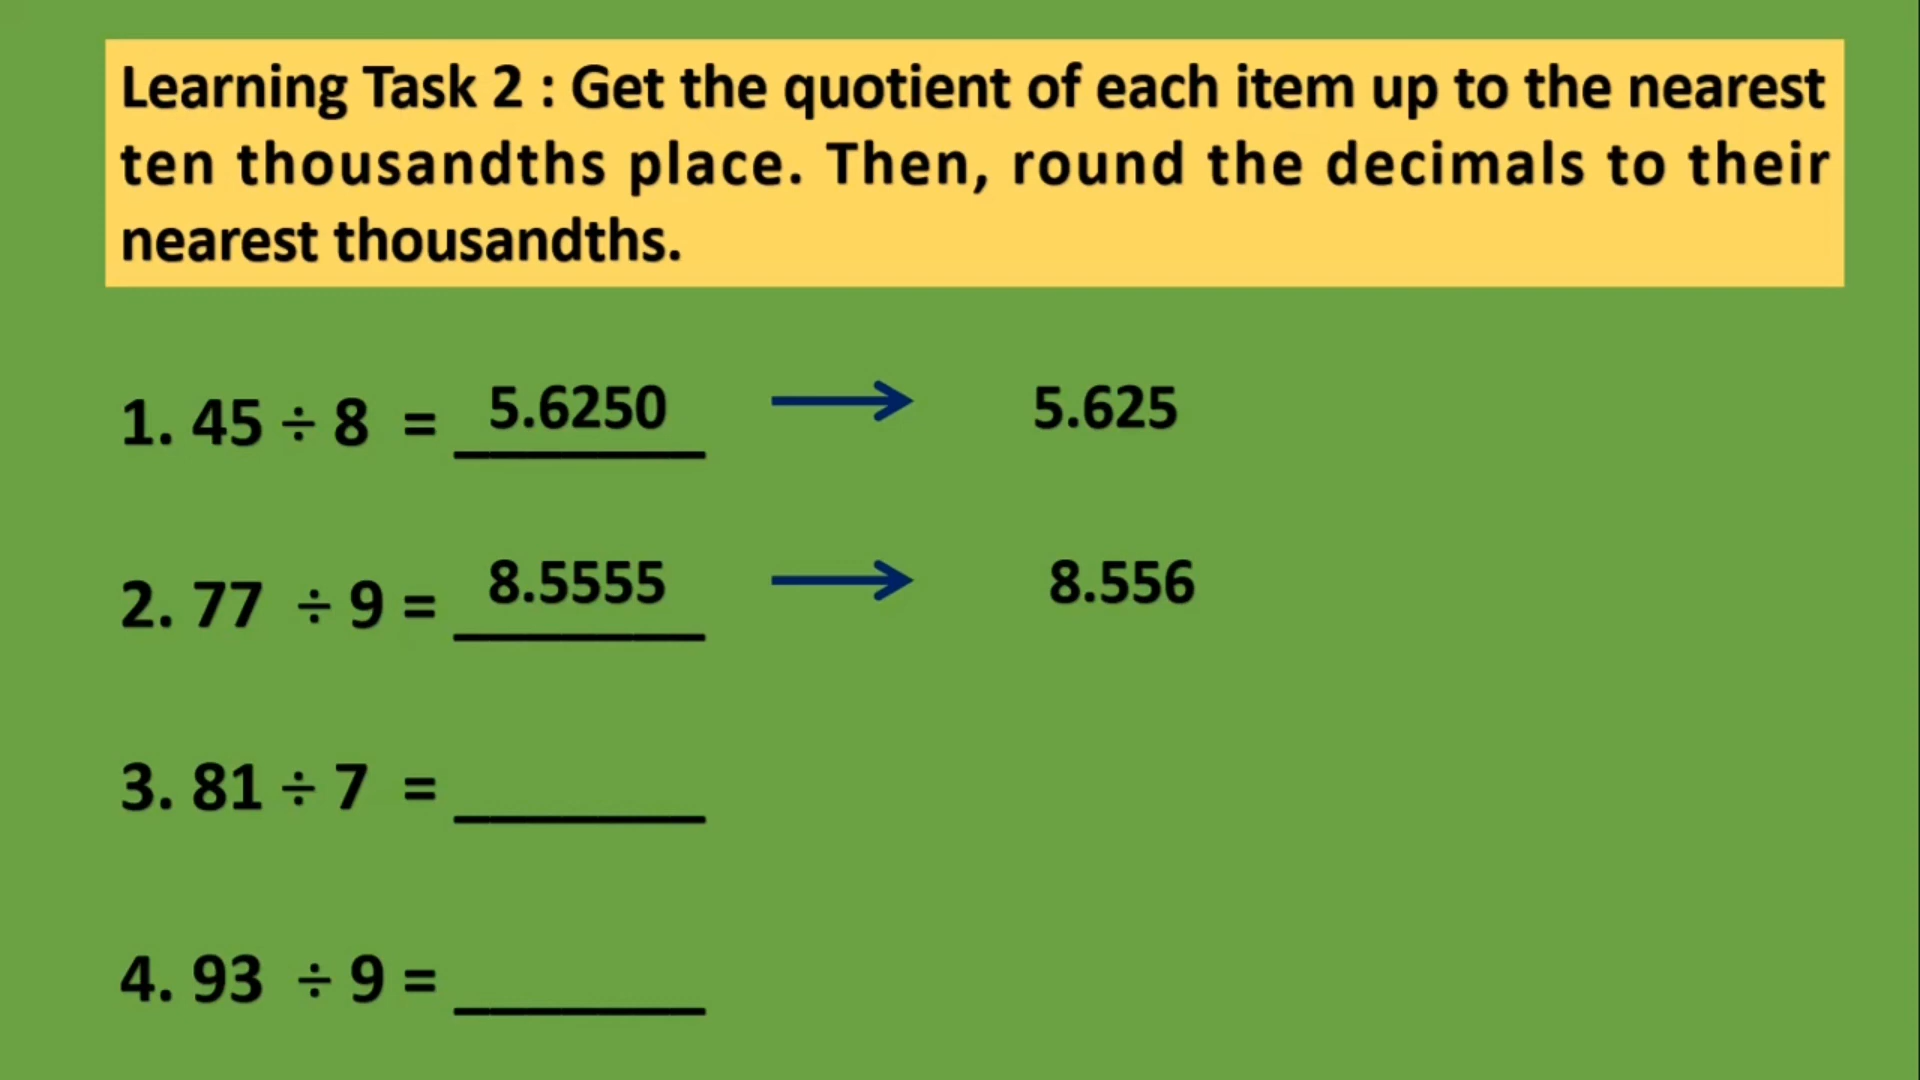 Learning Task 2 : Get the quotient of each item up to the nearest
ten thousandths place. Then, round the decimals to their
nearest thousandths.
1. 45 ÷ 8 = 5.6250 → 5.625
2. 77 ÷ 9 = 8.5555 → 8.556
3. 81 ÷ 7 = _______
4. 93 ÷ 9 = _______